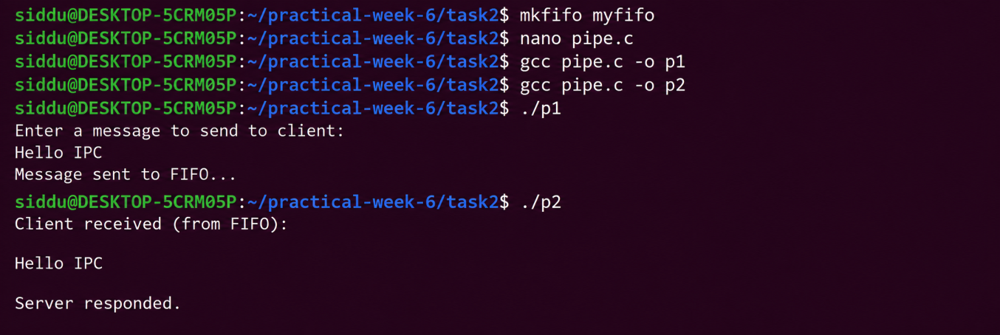 siddu@DESKTOP-5CRM05P:~/practical-week-6/task2$ mkfifo myfifo
siddu@DESKTOP-5CRM05P:~/practical-week-6/task2$ nano pipe.c
siddu@DESKTOP-5CRM05P:~/practical-week-6/task2$ gcc pipe.c -o p1
siddu@DESKTOP-5CRM05P:~/practical-week-6/task2$ gcc pipe.c -o p2
siddu@DESKTOP-5CRM05P:~/practical-week-6/task2$ ./p1
Enter a message to send to client:
Hello IPC
Message sent to FIFO...
siddu@DESKTOP-5CRM05P:~/practical-week-6/task2$ ./p2
Client received (from FIFO):
Hello IPC
Server responded.